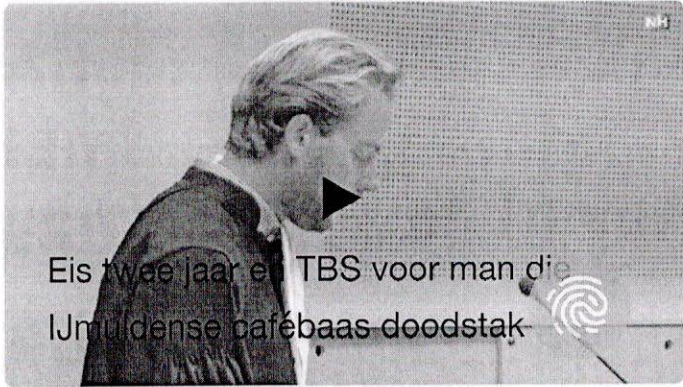 NH
Eis twee jaar en TBS voor man die
IJmuidense cafébaas doodstak